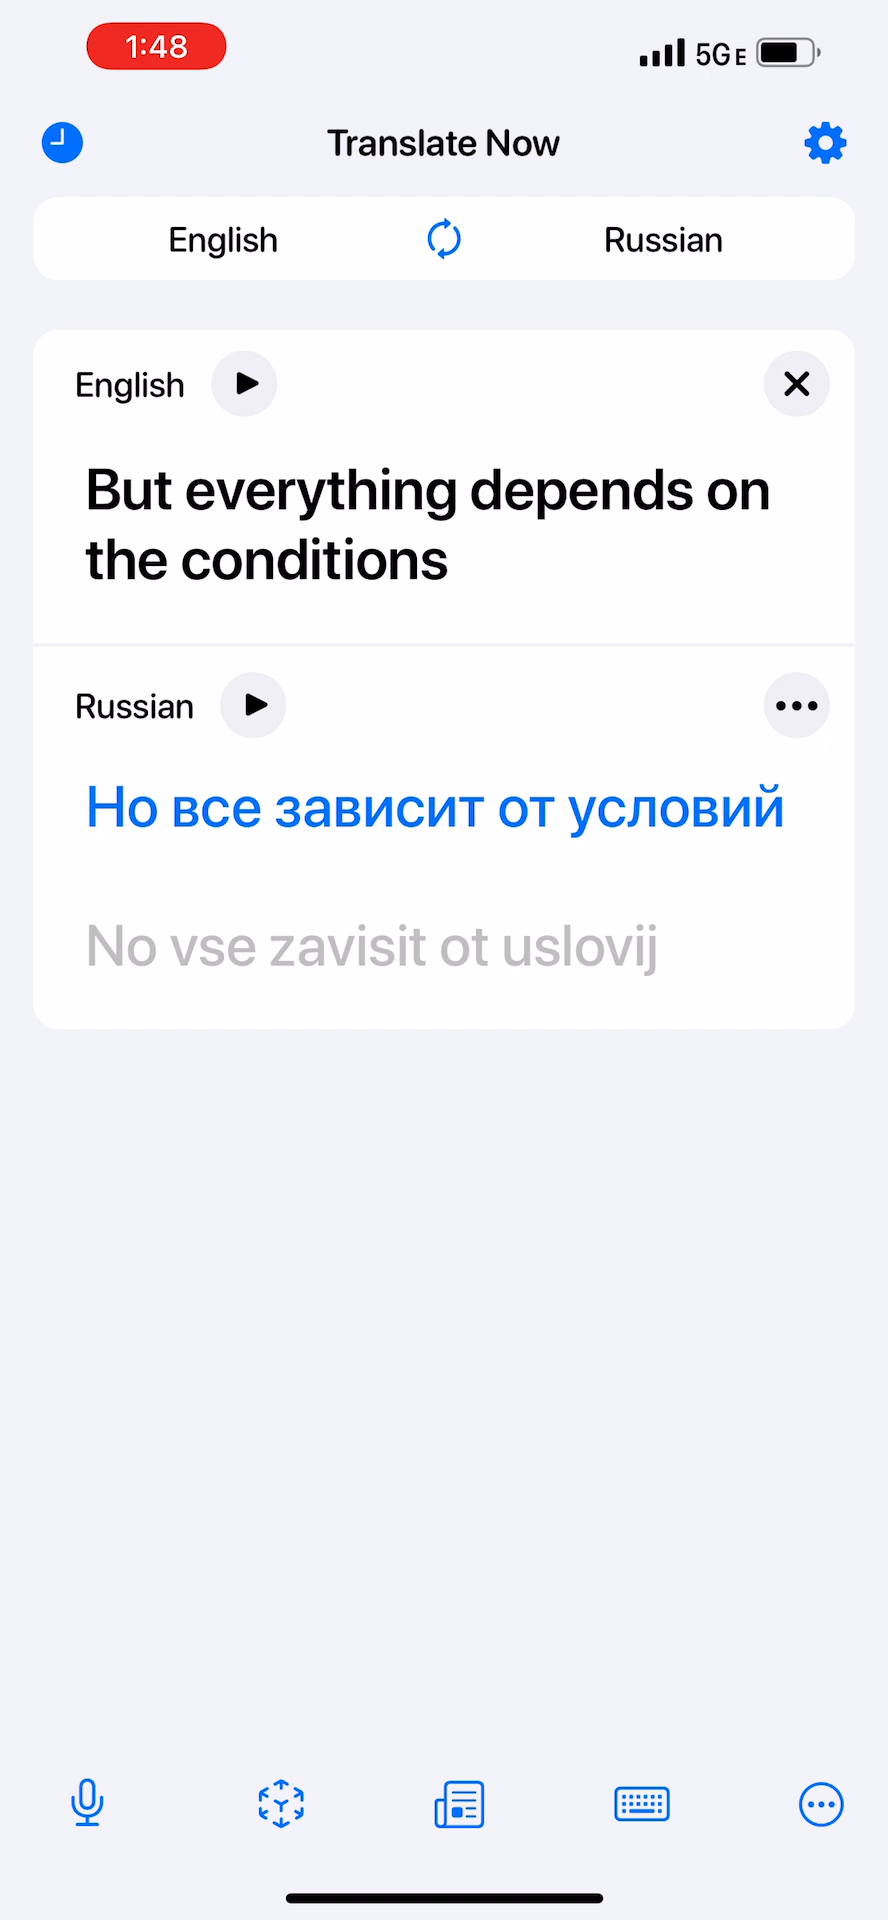 1:48
5GE
Translate Now
English
Russian
English
But everything depends on
the conditions
Russian
Но все зависит от условий
No vse zavisit ot uslovij